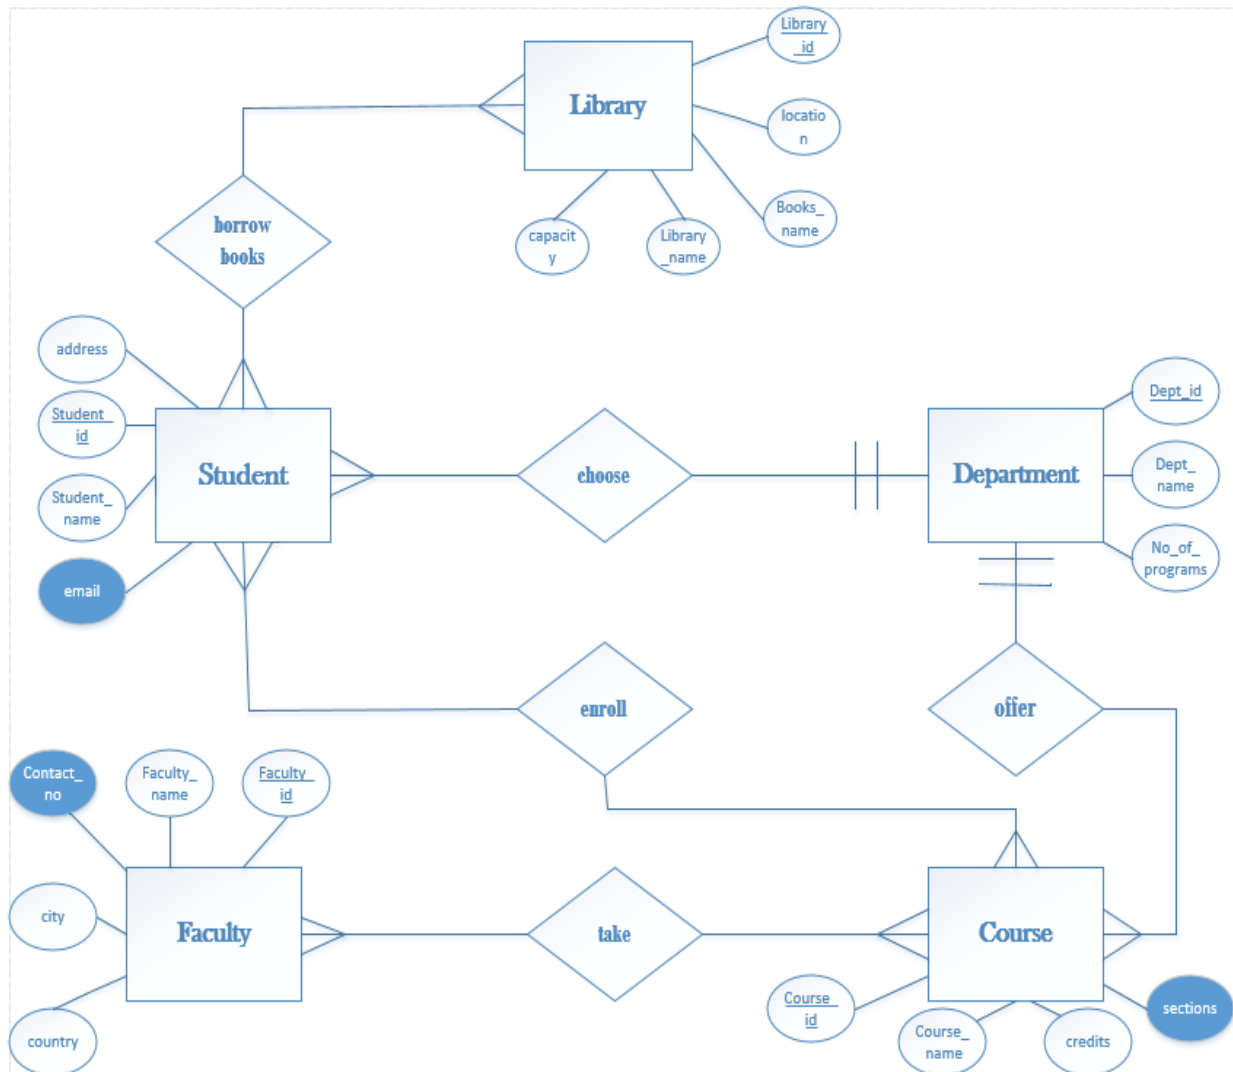 Library
_id
Library
locatio
n
Books_
name
capacit
y
Library
_name
borrow
books
address
Student_
id
Student_
name
email
Student
choose
Department
Dept_id
Dept_
name
No_of_
programs
enroll
offer
Contact_
no
Faculty_
name
Faculty_
id
city
country
Faculty
take
Course
Course_
id
Course_
name
credits
sections